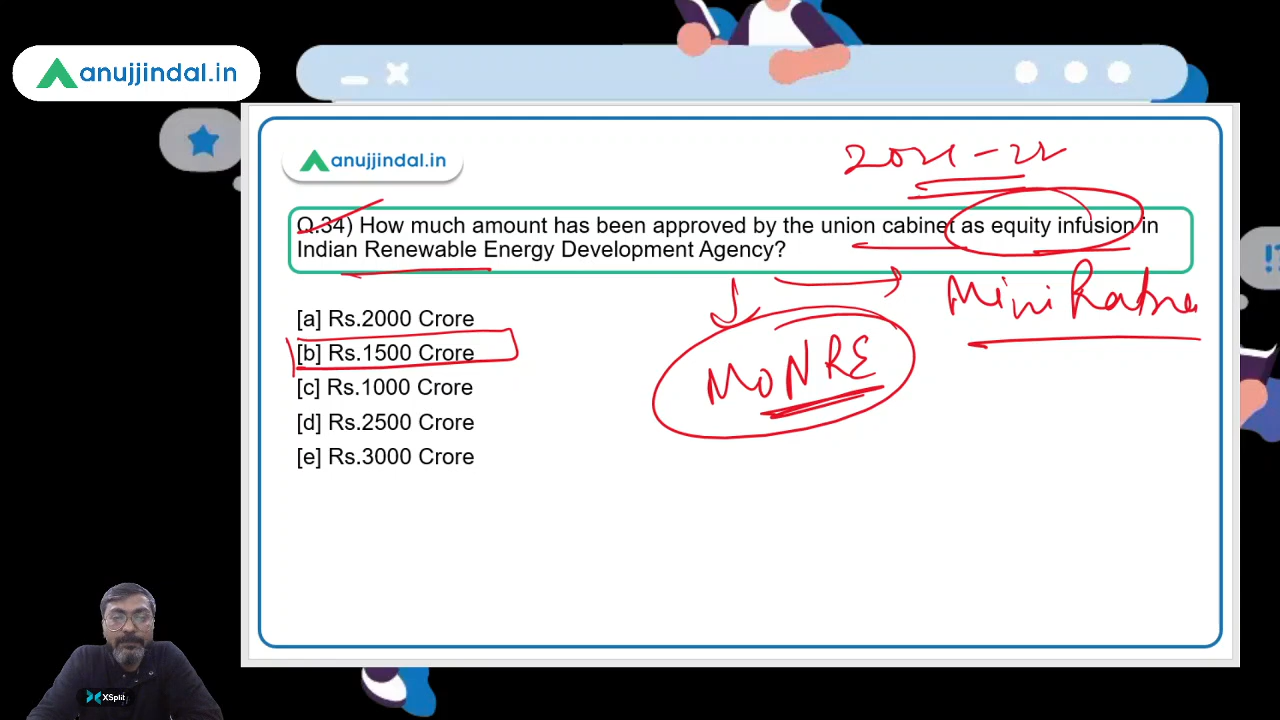 anujjindal.in
anujjindal.in
2021-22
Q.34) How much amount has been approved by the union cabinet as equity infusion in
Indian Renewable Energy Development Agency?
Mini Ratna
[a] Rs.2000 Crore
[b] Rs.1500 Crore
MoNRE
[c] Rs.1000 Crore
[d] Rs.2500 Crore
[e] Rs.3000 Crore
XSplit